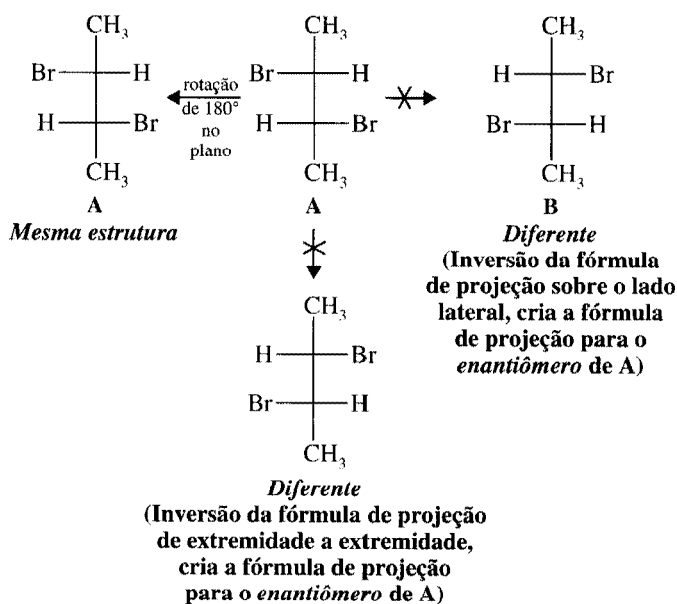 CH₃
Br H
H Br
CH₃
A
Mesma estrutura
rotação
de 180°
no
plano
CH₃
Br H
H Br
CH₃
A
CH₃
H Br
Br H
CH₃
B
Diferente
(Inversão da fórmula
de projeção sobre o lado
lateral, cria a fórmula
de projeção para o
enantiômero de A)
CH₃
H Br
Br H
CH₃
Diferente
(Inversão da fórmula de projeção
de extremidade a extremidade,
cria a fórmula de projeção
para o enantiômero de A)